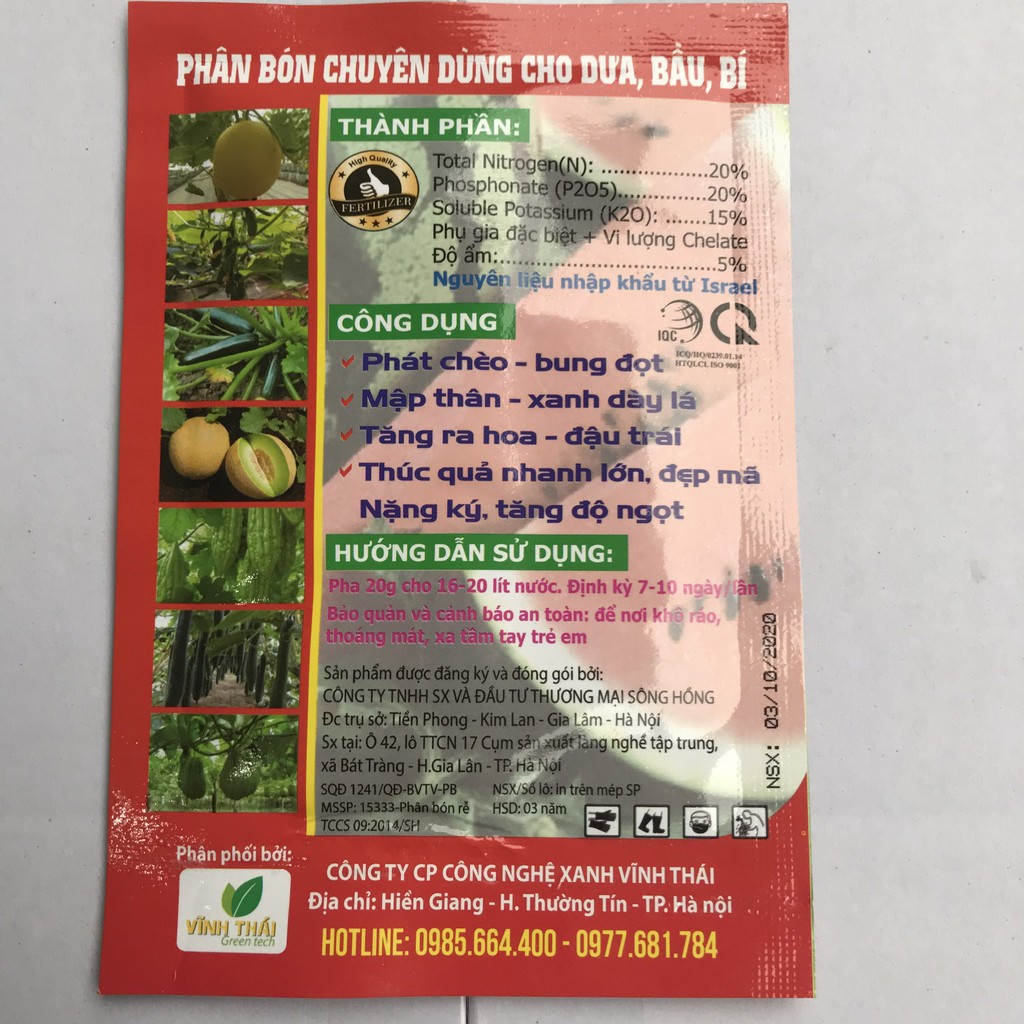 PHÂN BÓN CHUYÊN DÙNG CHO DƯA, BẦU, BÍ
THÀNH PHẦN:
High Quality
FERTILIZER
Total Nitrogen(N): ..................20%
Phosphonate (P2O5)...............20%
Soluble Potassium (K2O): .......15%
Phụ gia đặc biệt + Vi lượng Chelate
Độ ẩm:.....................................5%
Nguyên liệu nhập khẩu từ Israel
IQC
ICQ/HQ/0239.01.14
HTQLCL ISO 9001
CÔNG DỤNG
Phát chèo - bung đọt
Mập thân - xanh dày lá
Tăng ra hoa - đậu trái
Thúc quả nhanh lớn, đẹp mã
Nặng ký, tăng độ ngọt
HƯỚNG DẪN SỬ DỤNG:
Pha 20g cho 16-20 lít nước. Định kỳ 7-10 ngày/lần
Bảo quản và cảnh báo an toàn: để nơi khô ráo,
thoáng mát, xa tầm tay trẻ em
Sản phẩm được đăng ký và đóng gói bởi:
CÔNG TY TNHH SX VÀ ĐẦU TƯ THƯƠNG MẠI SÔNG HỒNG
Đc trụ sở: Tiền Phong - Kim Lan - Gia Lâm - Hà Nội
Sx tại: Ô 42, lô TTCN 17 Cụm sản xuất làng nghề tập trung,
xã Bát Tràng - H.Gia Lân - TP. Hà Nội
SQĐ 1241/QĐ-BVTV-PB NSX/Số lô: in trên mép SP
MSSP: 15333-Phân bón rễ HSD: 03 năm
TCCS 09:2014/SH
NSX: 03/10/2020
Phân phối bởi:
VĨNH THÁI
Green tech
CÔNG TY CP CÔNG NGHỆ XANH VĨNH THÁI
Địa chỉ: Hiền Giang - H. Thường Tín - TP. Hà nội
HOTLINE: 0985.664.400 - 0977.681.784